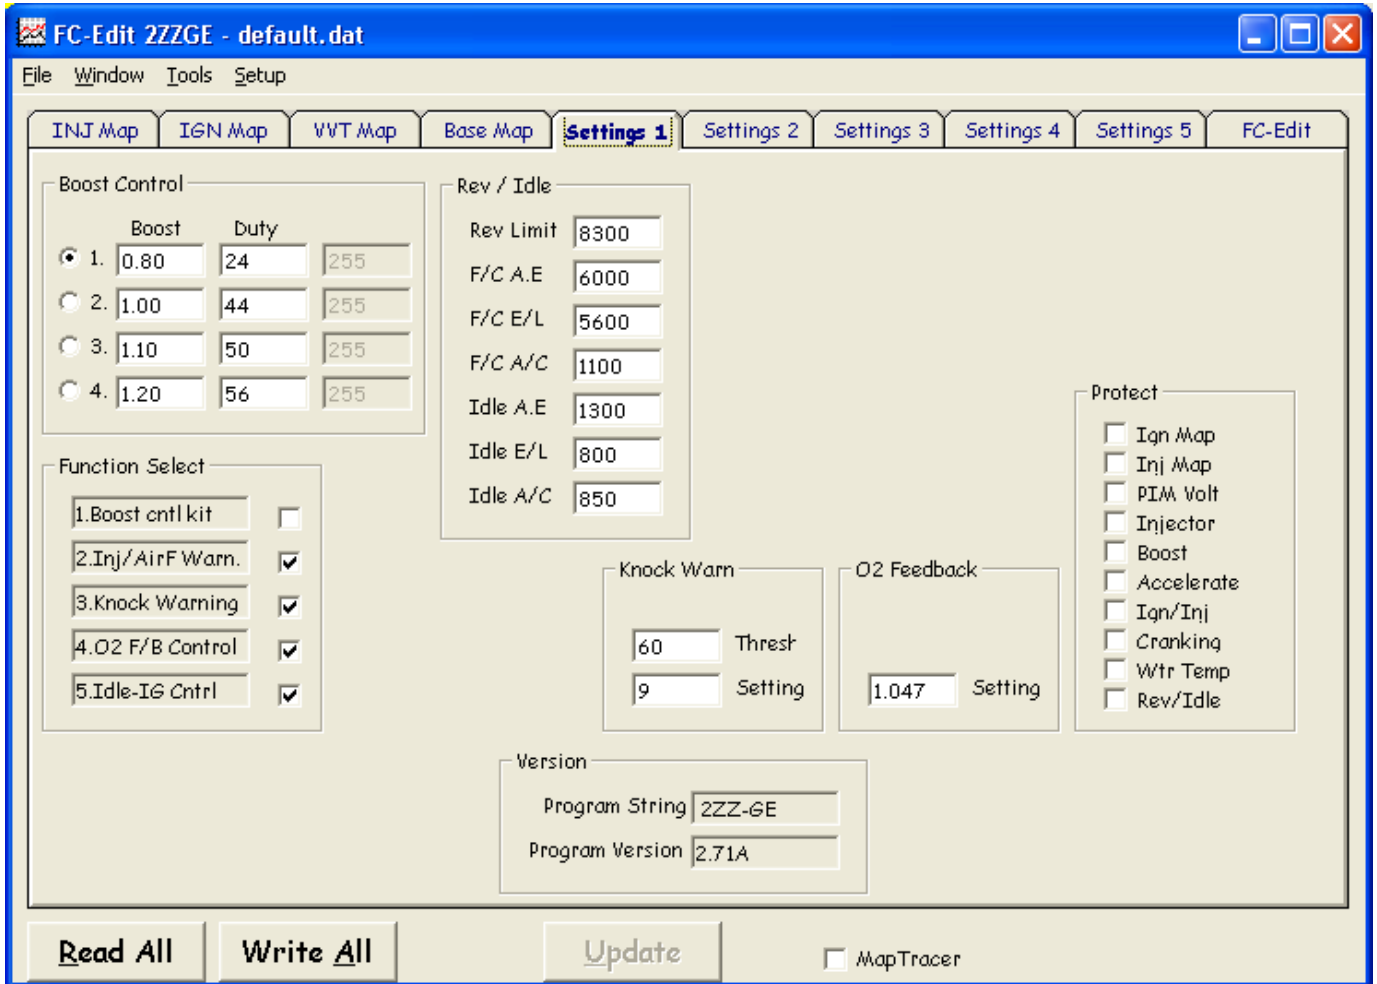 FC-Edit 2ZZGE - default.dat
File Window Tools Setup
INJ Map IGN Map VVT Map Base Map Settings 1 Settings 2 Settings 3 Settings 4 Settings 5 FC-Edit
Boost Control
Boost Duty
1. 0.80 24 255
2. 1.00 44 255
3. 1.10 50 255
4. 1.20 56 255
Function Select
1.Boost cntl kit
2.Inj/AirF Warn.
3.Knock Warning
4.O2 F/B Control
5.Idle-IG Cntrl
Rev / Idle
Rev Limit 8300
F/C A.E 6000
F/C E/L 5600
F/C A/C 1100
Idle A.E 1300
Idle E/L 800
Idle A/C 850
Knock Warn
60 Thresh
9 Setting
O2 Feedback
1.047 Setting
Protect
Ign Map
Inj Map
PIM Volt
Injector
Boost
Accelerate
Ign/Inj
Cranking
Wtr Temp
Rev/Idle
Version
Program String 2ZZ-GE
Program Version 2.71A
Read All Write All Update MapTracer